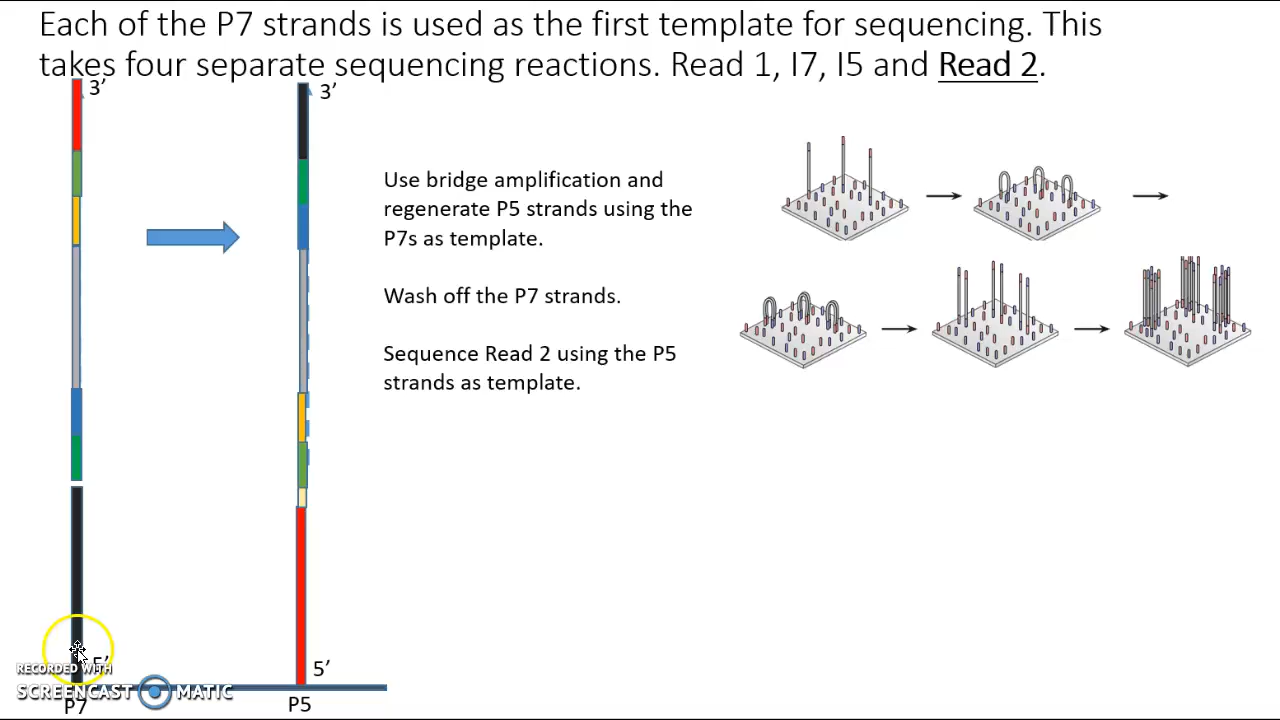 Each of the P7 strands is used as the first template for sequencing. This
takes four separate sequencing reactions. Read 1, I7, I5 and Read 2.
3’
3’
Use bridge amplification and
regenerate P5 strands using the
P7s as template.
Wash off the P7 strands.
Sequence Read 2 using the P5
strands as template.
5’
5’
RECORDED WITH
SCREENCAST MATIC
P7
P5